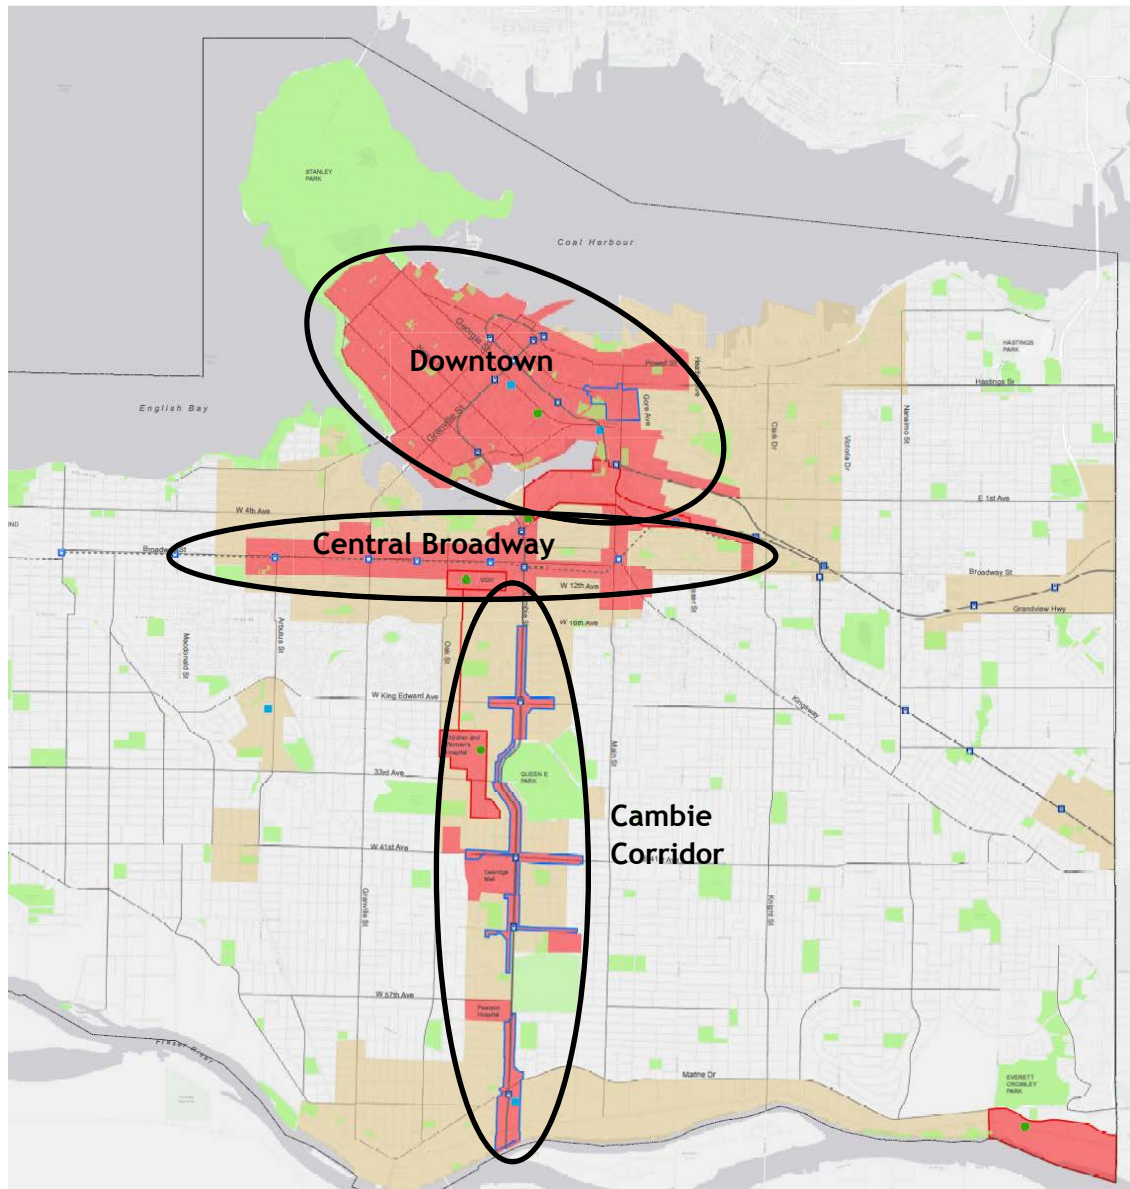 STANLEY
PARK
Coal Harbour
Georgia St
HASTINGS
PARK
Downtown
Powell St
Hastings St
English Bay
Gore Ave
Nanaimo St
Granville St
Clark Dr
Victoria Dr
E 1st Ave
W 4th Ave
OND
Central Broadway
Broadway St
Broadway St
VGH
W 12th Ave
Grandview Hwy
W 16th Ave
Macdonald St
Arbutus St
Oak St
W King Edward Ave
Kingsway
Children and
Women's
Hospital
Main St
33rd Ave
QUEEN E
PARK
Cambie
Corridor
W 41st Ave
E 41st Ave
Oakridge
Mall
Granville St
Knight St
W 57th Ave
Pearson
Hospital
Fraser River
Marine Dr
EVERETT
CROWLEY
PARK